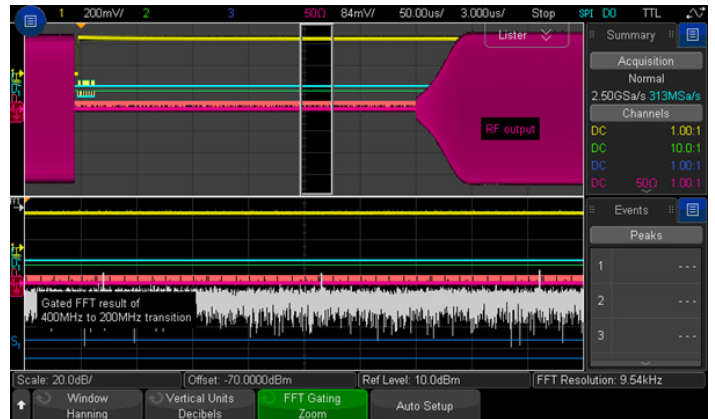 1 200mV/ 2 3 50Ω 84mV/ 50.00us/ 3.000us/ Stop SPI D0 TTL
Lister
Summary
Acquisition
Normal
2.50GSa/s 313MSa/s
Channels
DC 1.00:1
DC 10.0:1
DC 1.00:1
DC 50Ω 1.00:1
RF output
FFT
Events
Peaks
1 ---
2 ---
3 ---
Gated FFT result of
400MHz to 200MHz transition
S₁
Scale: 20.0dB/ Offset: -70.0000dBm Ref Level: 10.0dBm FFT Resolution: 9.54kHz
Window Vertical Units FFT Gating Auto Setup
Hanning Decibels Zoom